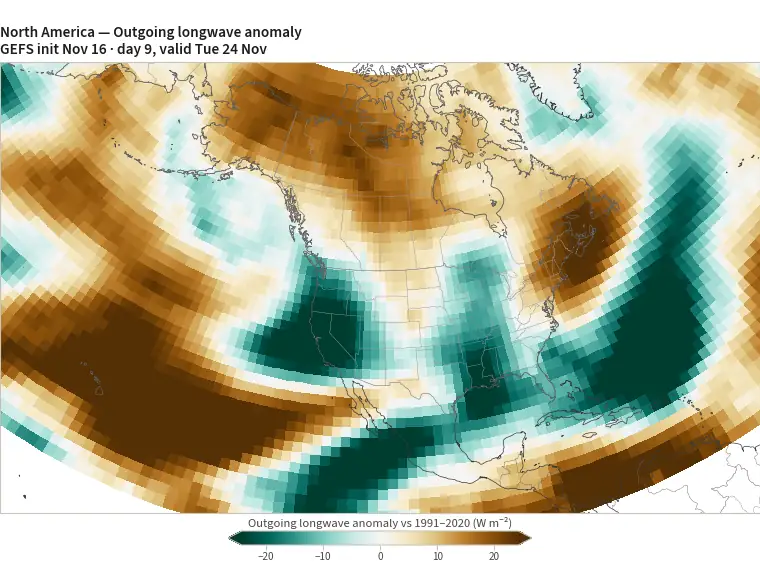 North America — Outgoing longwave anomaly
GEFS init Nov 16 · day 9, valid Tue 24 Nov
Outgoing longwave anomaly vs 1991–2020 (W m⁻²)
−20 −10 0 10 20